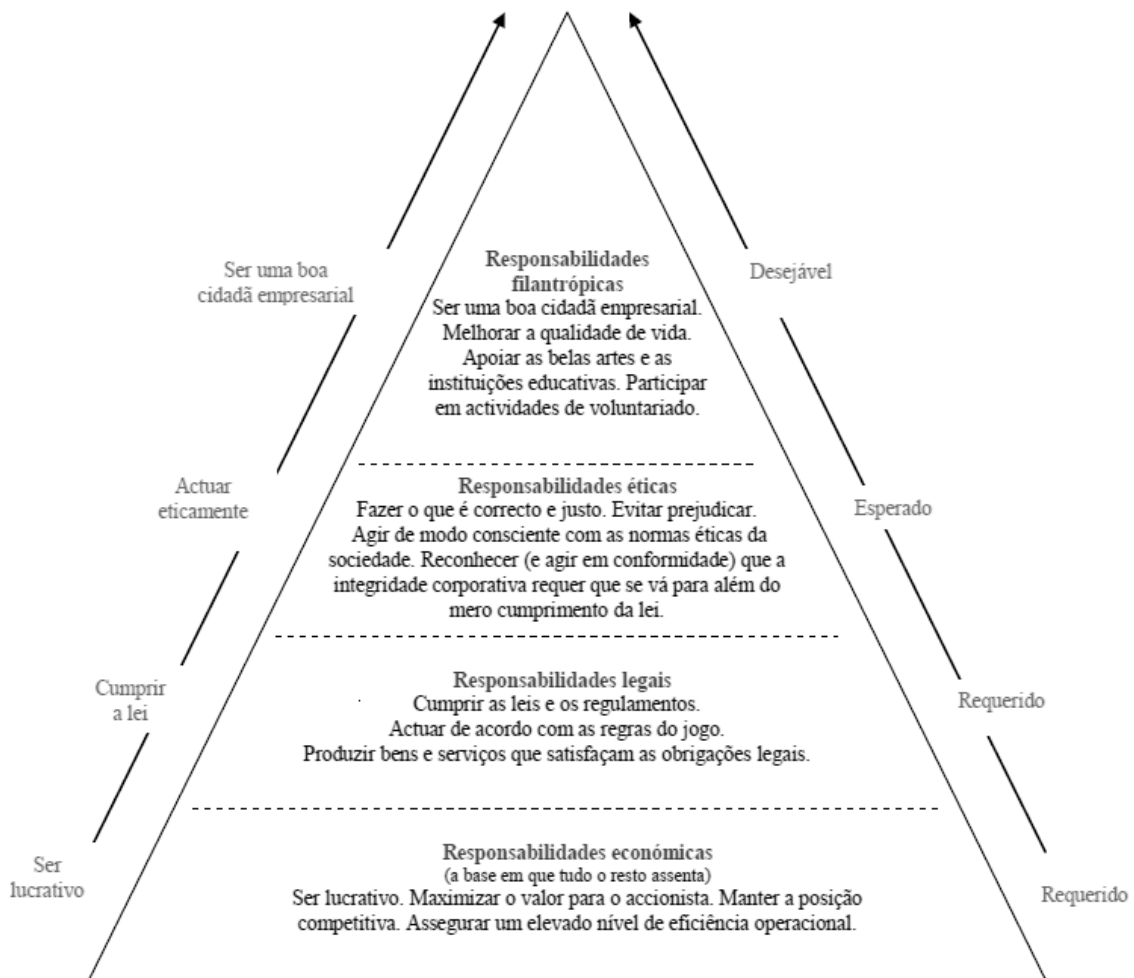 Ser uma boa
cidadã empresarial
Responsabilidades
filantrópicas
Ser uma boa cidadã empresarial.
Melhorar a qualidade de vida.
Apoiar as belas artes e as
instituições educativas. Participar
em actividades de voluntariado.
Desejável
Actuar
eticamente
Responsabilidades éticas
Fazer o que é correcto e justo. Evitar prejudicar.
Agir de modo consciente com as normas éticas da
sociedade. Reconhecer (e agir em conformidade) que a
integridade corporativa requer que se vá para além do
mero cumprimento da lei.
Esperado
Cumprir
a lei
Responsabilidades legais
Cumprir as leis e os regulamentos.
Actuar de acordo com as regras do jogo.
Produzir bens e serviços que satisfaçam as obrigações legais.
Requerido
Ser
lucrativo
Responsabilidades económicas
(a base em que tudo o resto assenta)
Ser lucrativo. Maximizar o valor para o accionista. Manter a posição
competitiva. Assegurar um elevado nível de eficiência operacional.
Requerido